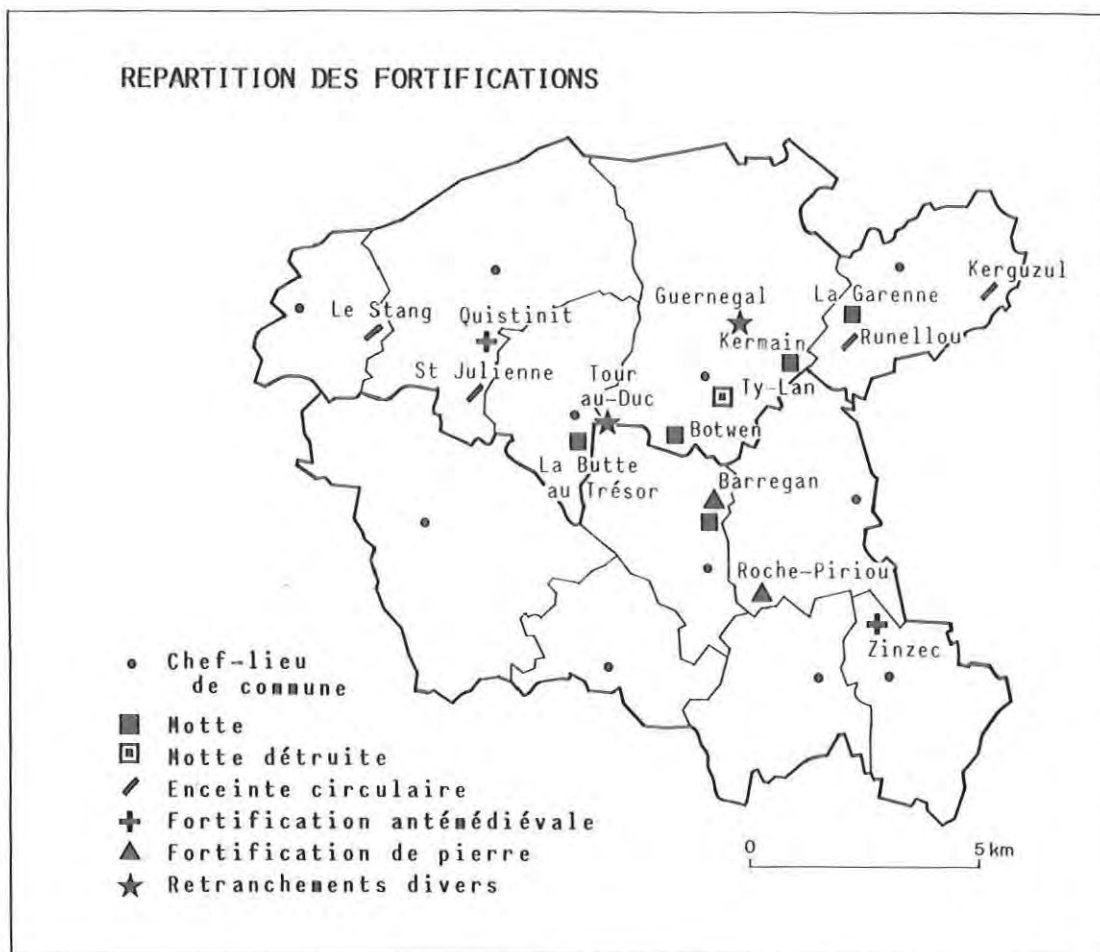 REPARTITION DES FORTIFICATIONS
Kerguzul
Guernegal
La Garenne
Le Stang
Quistinit
Kermain
Runellou
St Julienne
Tour
au-Duc
Ty-Lan
Botwen
La Butte
au Trésor
Barregan
Roche-Piriou
Zinzec
Chef-lieu
de commune
Motte
Motte détruite
Enceinte circulaire
Fortification antémédiévale
Fortification de pierre
Retranchements divers
0
5 km